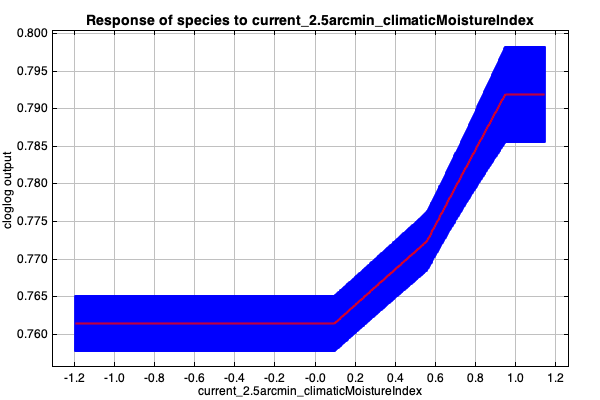 Response of species to current_2.5arcmin_climaticMoistureIndex
0.800
0.795
0.790
0.785
0.780
0.775
0.770
0.765
0.760
cloglog output
-1.2 -1.0 -0.8 -0.6 -0.4 -0.2 -0.0 0.2 0.4 0.6 0.8 1.0 1.2
current_2.5arcmin_climaticMoistureIndex